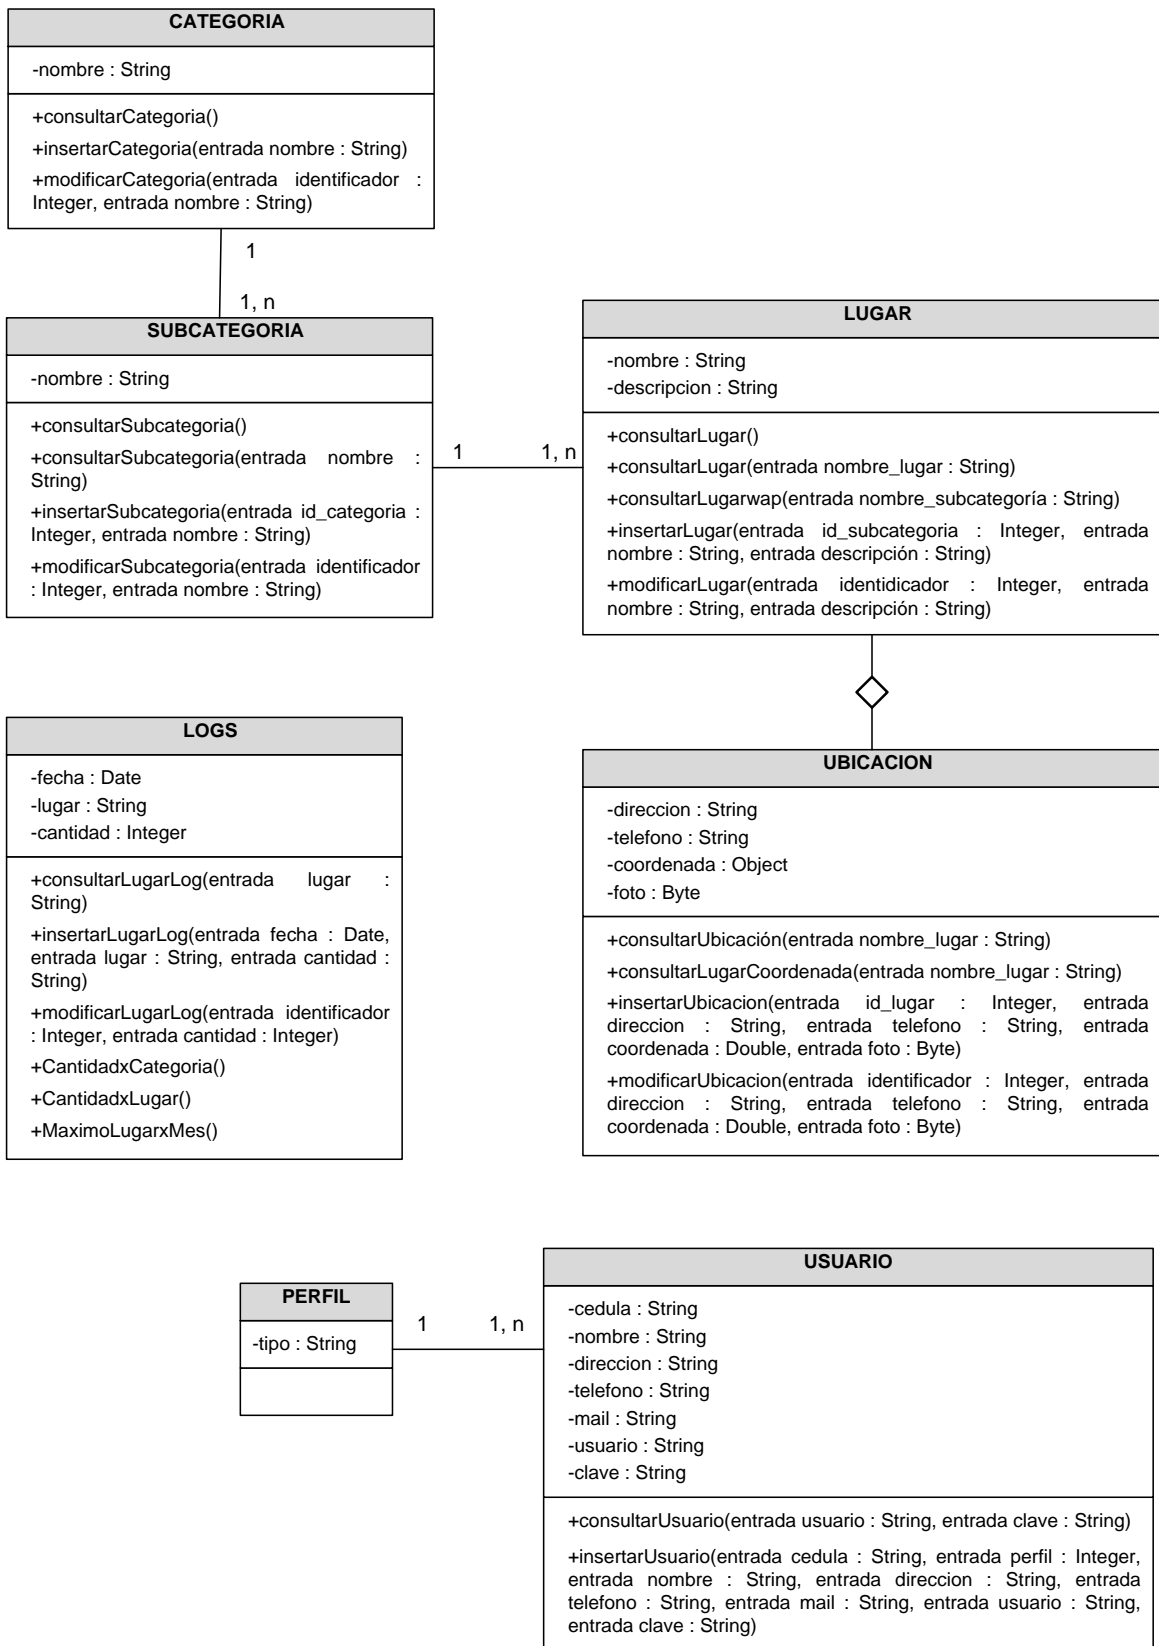 CATEGORIA
-nombre : String
+consultarCategoria()
+insertarCategoria(entrada nombre : String)
+modificarCategoria(entrada identificador :
Integer, entrada nombre : String)
1
1, n
SUBCATEGORIA
-nombre : String
+consultarSubcategoria()
+consultarSubcategoria(entrada nombre :
String)
+insertarSubcategoria(entrada id_categoria :
Integer, entrada nombre : String)
+modificarSubcategoria(entrada identificador
: Integer, entrada nombre : String)
1
1, n
LUGAR
-nombre : String
-descripcion : String
+consultarLugar()
+consultarLugar(entrada nombre_lugar : String)
+consultarLugarwap(entrada nombre_subcategoría : String)
+insertarLugar(entrada id_subcategoria : Integer, entrada
nombre : String, entrada descripción : String)
+modificarLugar(entrada identidicador : Integer, entrada
nombre : String, entrada descripción : String)
LOGS
-fecha : Date
-lugar : String
-cantidad : Integer
+consultarLugarLog(entrada lugar :
String)
+insertarLugarLog(entrada fecha : Date,
entrada lugar : String, entrada cantidad :
String)
+modificarLugarLog(entrada identificador
: Integer, entrada cantidad : Integer)
+CantidadxCategoria()
+CantidadxLugar()
+MaximoLugarxMes()
UBICACION
-direccion : String
-telefono : String
-coordenada : Object
-foto : Byte
+consultarUbicación(entrada nombre_lugar : String)
+consultarLugarCoordenada(entrada nombre_lugar : String)
+insertarUbicacion(entrada id_lugar : Integer, entrada
direccion : String, entrada telefono : String, entrada
coordenada : Double, entrada foto : Byte)
+modificarUbicacion(entrada identificador : Integer, entrada
direccion : String, entrada telefono : String, entrada
coordenada : Double, entrada foto : Byte)
PERFIL
-tipo : String
1
1, n
USUARIO
-cedula : String
-nombre : String
-direccion : String
-telefono : String
-mail : String
-usuario : String
-clave : String
+consultarUsuario(entrada usuario : String, entrada clave : String)
+insertarUsuario(entrada cedula : String, entrada perfil : Integer,
entrada nombre : String, entrada direccion : String, entrada
telefono : String, entrada mail : String, entrada usuario : String,
entrada clave : String)